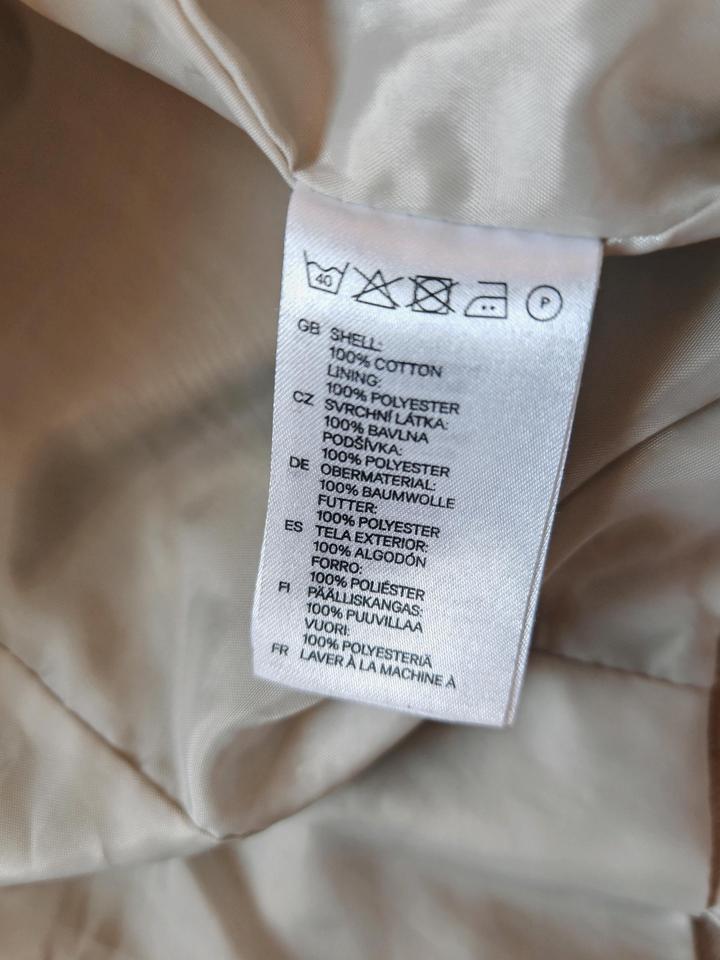 40
P
GB SHELL:
100% COTTON
LINING:
100% POLYESTER
CZ SVRCHNÍ LÁTKA:
100% BAVLNA
PODŠÍVKA:
100% POLYESTER
DE OBERMATERIAL:
100% BAUMWOLLE
FUTTER:
100% POLYESTER
ES TELA EXTERIOR:
100% ALGODÓN
FORRO:
100% POLIÉSTER
FI PÄÄLLISKANGAS:
100% PUUVILLAA
VUORI:
100% POLYESTERIÄ
FR LAVER À LA MACHINE À